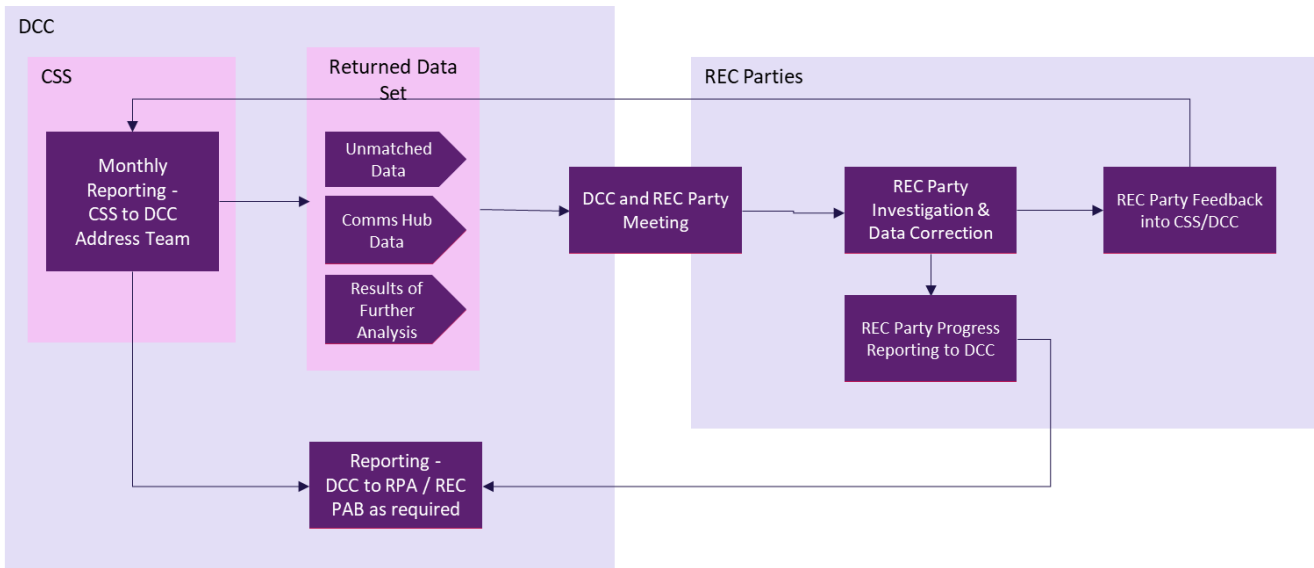 DCC
CSS
Monthly
Reporting -
CSS to DCC
Address Team
Returned Data
Set
Unmatched
Data
Comms Hub
Data
Results of
Further
Analysis
DCC and REC Party
Meeting
REC Parties
REC Party
Investigation &
Data Correction
REC Party Feedback
into CSS/DCC
REC Party Progress
Reporting to DCC
Reporting -
DCC to RPA / REC
PAB as required